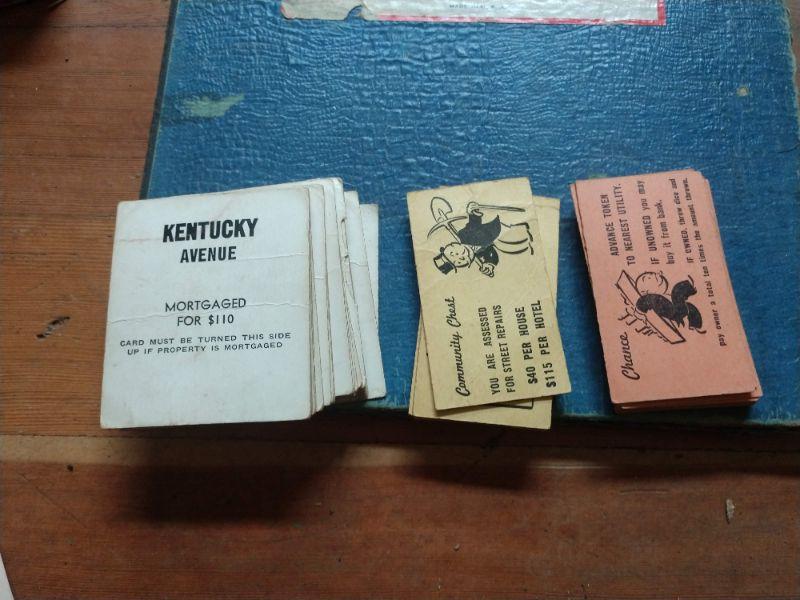 MADE IN U.S.A.
KENTUCKY
AVENUE
MORTGAGED
FOR $110
CARD MUST BE TURNED THIS SIDE
UP IF PROPERTY IS MORTGAGED
Community Chest
YOU ARE ASSESSED
FOR STREET REPAIRS
$40 PER HOUSE
$115 PER HOTEL
Chance
ADVANCE TOKEN
TO NEAREST UTILITY.
IF UNOWNED you may
buy it from bank.
IF OWNED, throw dice and
pay owner a total ten times the amount thrown.